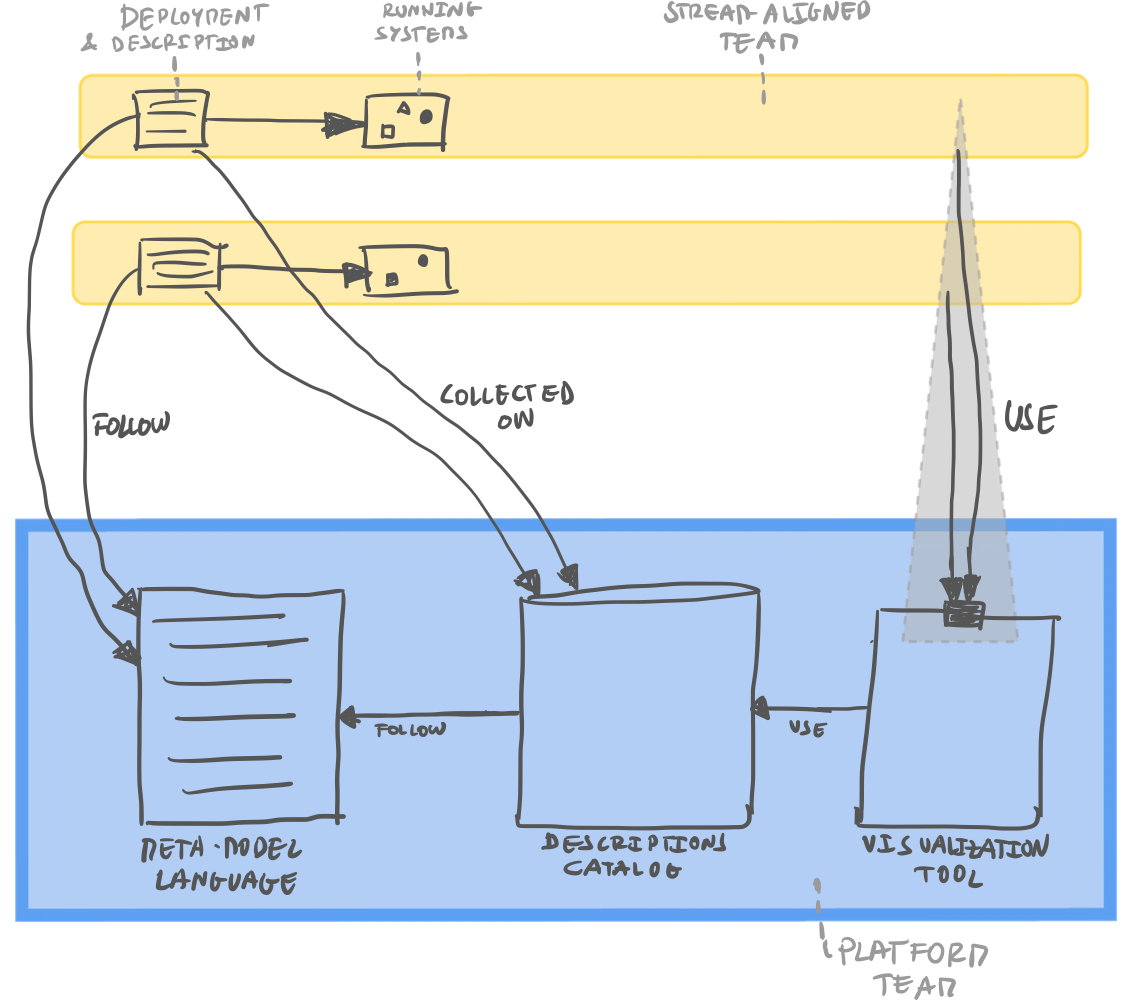 DEPLOYMENT
& DESCRIPTION
RUNNING
SYSTEMS
STREAM-ALIGNED
TEAM
COLLECTED
ON
FOLLOW
USE
FOLLOW
USE
META-MODEL
LANGUAGE
DESCRIPTIONS
CATALOG
VISUALIZATION
TOOL
PLATFORM
TEAM